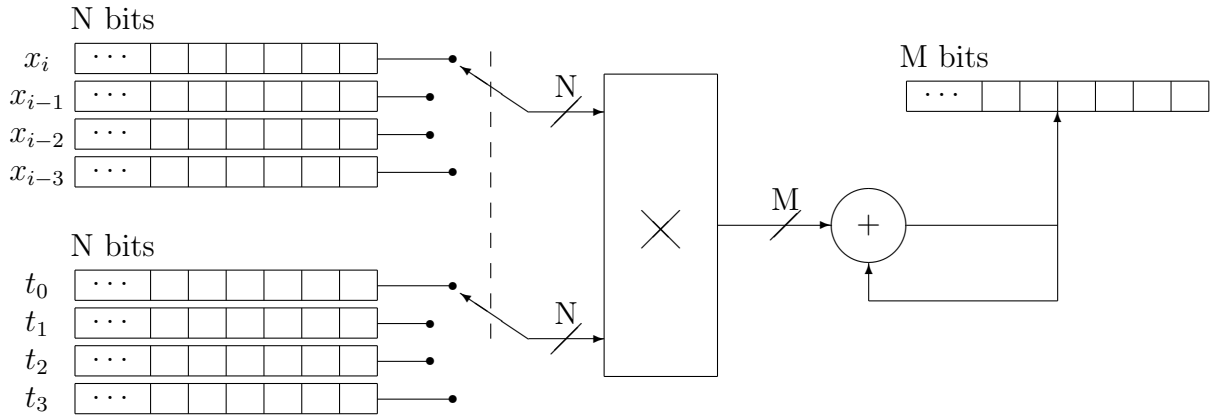 N bits
x_i ···
x_{i-1} ···
x_{i-2} ···
x_{i-3} ···
N
M bits
···
×
M
+
N bits
t_0 ···
t_1 ···
t_2 ···
t_3 ···
N